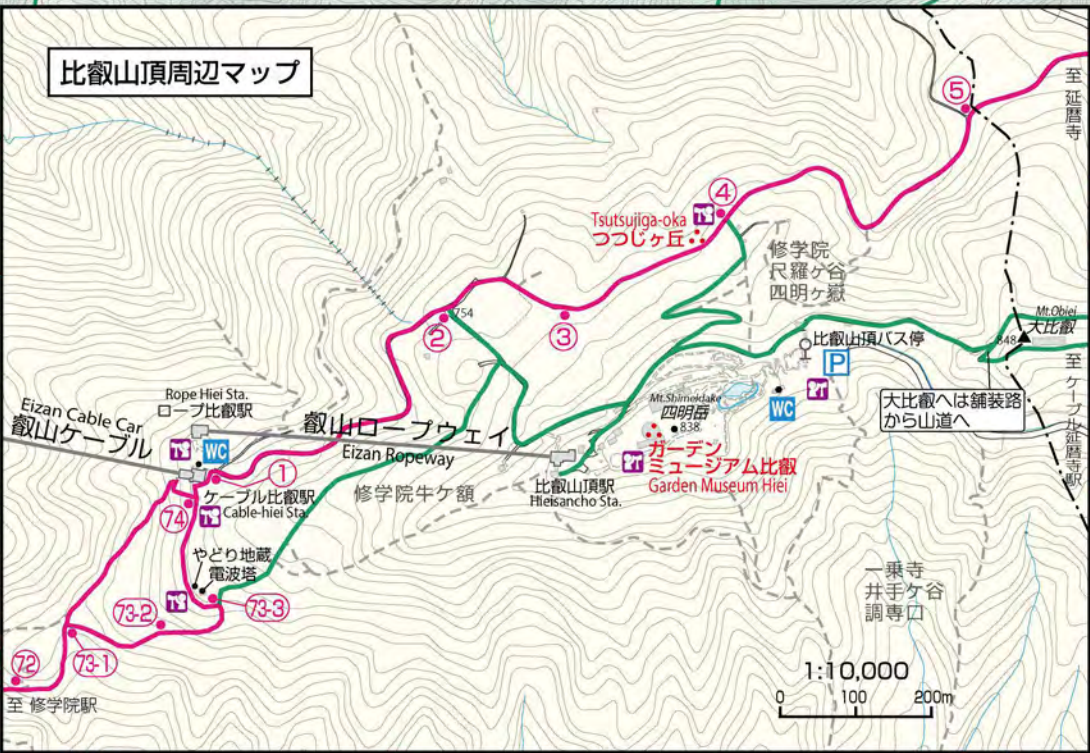 比叡山頂周辺マップ
至 延暦寺
⑤
④
Tsutsujiga-oka
つつじヶ丘
修学院
尺羅ヶ谷
四明ヶ嶽
754
②
③
比叡山頂バス停
P
Mt.Obiei
大比叡
848
Rope Hiei Sta.
ロープ比叡駅
Eizan Cable Car
叡山ケーブル
WC
叡山ロープウェイ
Eizan Ropeway
Mt.Shimeidake
四明岳
838
WC
大比叡へは舗装路
から山道へ
至 ケーブル延暦寺駅
ガーデン
ミュージアム比叡
Garden Museum Hiei
①
ケーブル比叡駅
Cable-hiei Sta.
74
修学院牛ケ額
比叡山頂駅
Hieisancho Sta.
やどり地蔵
電波塔
73-3
73-2
73-1
72
至 修学院駅
一乗寺
井手ケ谷
調専口
1:10,000
0 100 200m